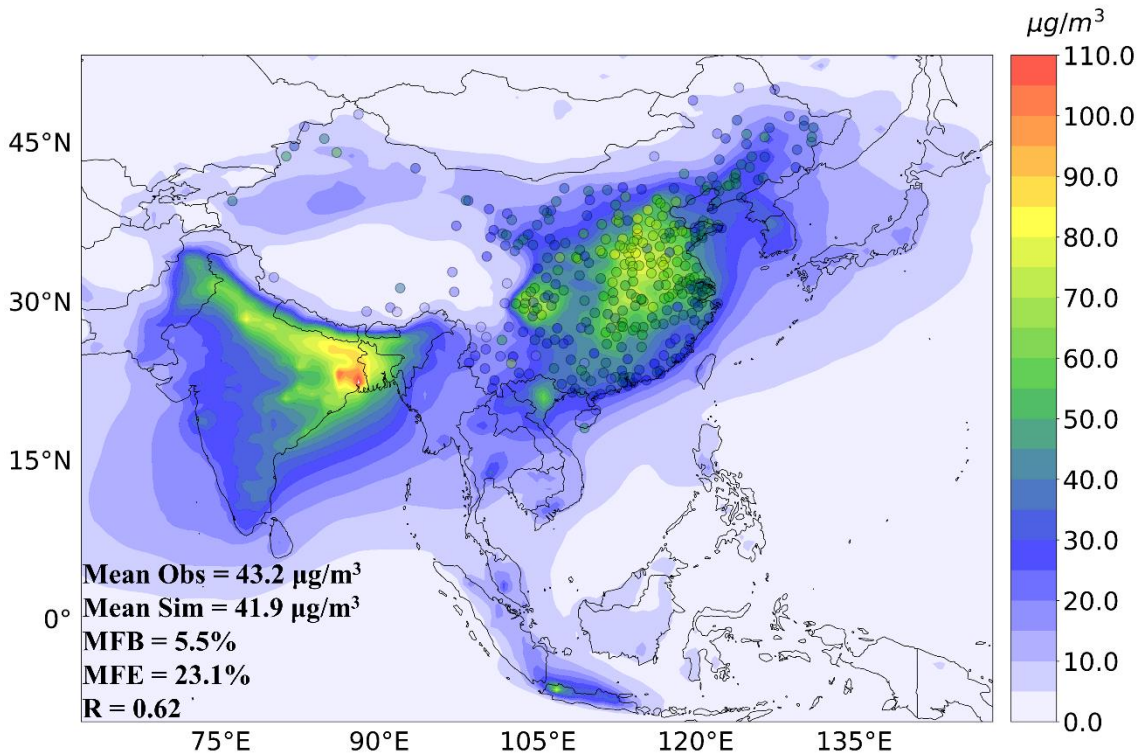 μg/m³
110.0
100.0
90.0
80.0
70.0
60.0
50.0
40.0
30.0
20.0
10.0
0.0
45°N
30°N
15°N
0°
Mean Obs = 43.2 μg/m³
Mean Sim = 41.9 μg/m³
MFB = 5.5%
MFE = 23.1%
R = 0.62
75°E 90°E 105°E 120°E 135°E